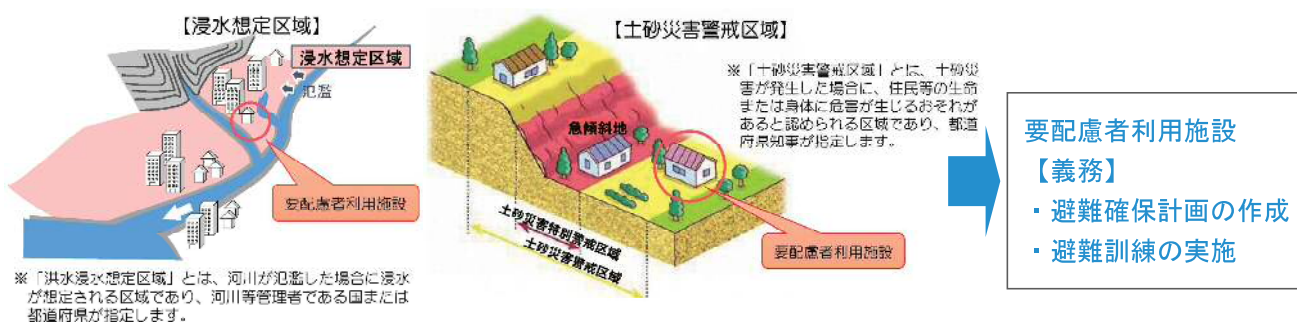 【浸水想定区域】
浸水想定区域
氾濫
要配慮者利用施設
※「洪水浸水想定区域」とは、河川が氾濫した場合に浸水
が想定される区域であり、河川等管理者である国または
都道府県が指定します。
【土砂災害警戒区域】
※「土砂災害警戒区域」とは、土砂災
害が発生した場合に、住民等の生命
または身体に危害が生じるおそれが
あると認められる区域であり、都道
府県知事が指定します。
急傾斜地
土砂災害特別警戒区域
土砂災害警戒区域
要配慮者利用施設
要配慮者利用施設
【義務】
・避難確保計画の作成
・避難訓練の実施